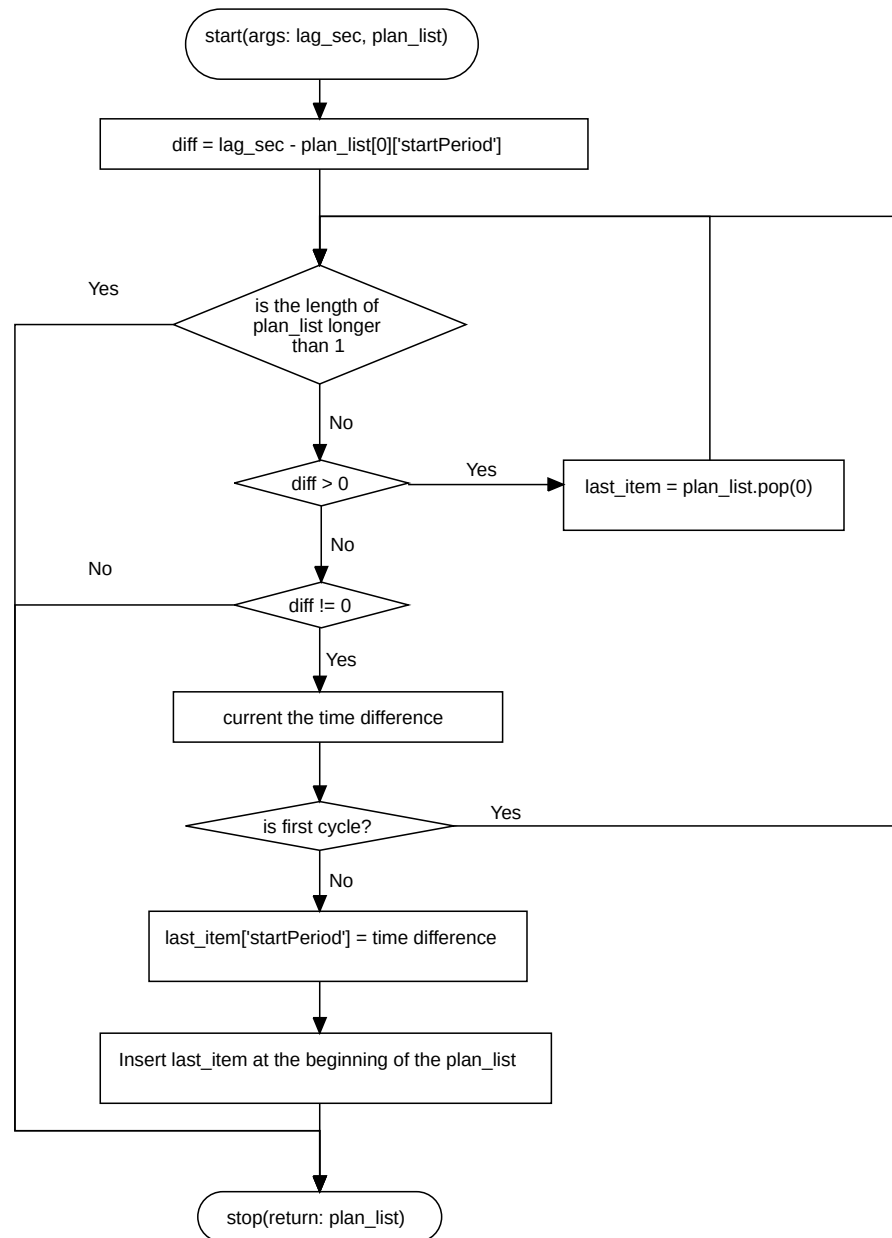 start(args: lag_sec, plan_list)
diff = lag_sec - plan_list[0]['startPeriod']
Yes
is the length of
plan_list longer
than 1
No
diff > 0
Yes
last_item = plan_list.pop(0)
No
No
diff != 0
Yes
current the time difference
is first cycle?
Yes
No
last_item['startPeriod'] = time difference
Insert last_item at the beginning of the plan_list
stop(return: plan_list)